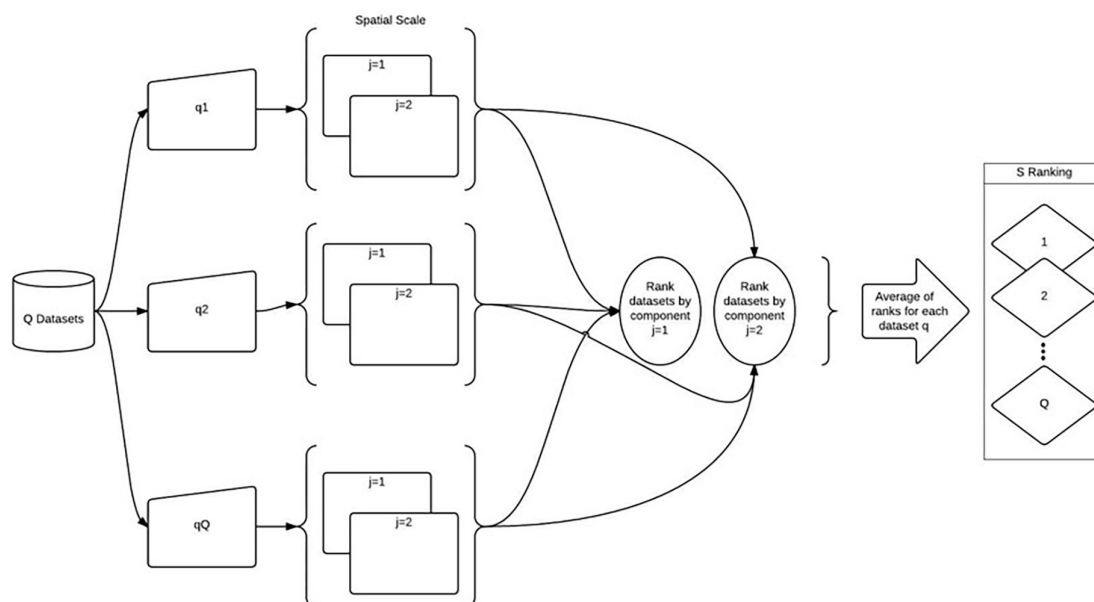 Spatial Scale
j=1
j=2
q1
j=1
j=2
q2
Q Datasets
j=1
j=2
qQ
Rank
datasets by
component
j=1
Rank
datasets by
component
j=2
Average of
ranks for each
dataset q
S Ranking
1
2
Q